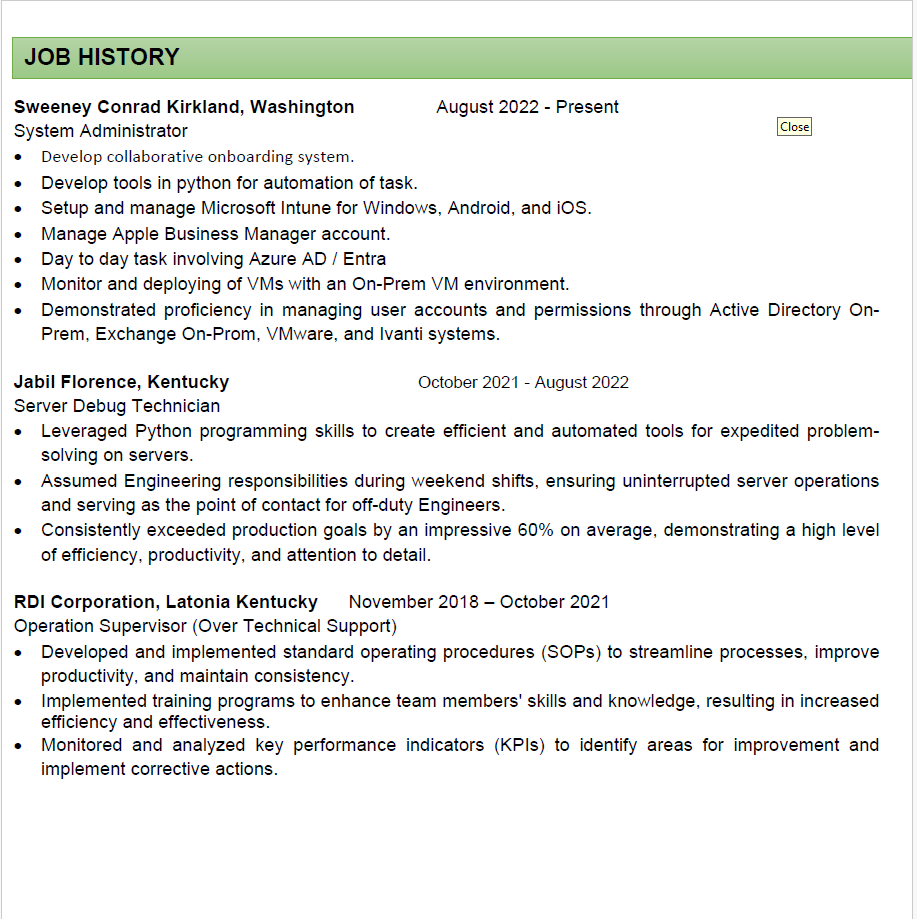 JOB HISTORY
Sweeney Conrad Kirkland, Washington August 2022 - Present
Close
System Administrator
• Develop collaborative onboarding system.
• Develop tools in python for automation of task.
• Setup and manage Microsoft Intune for Windows, Android, and iOS.
• Manage Apple Business Manager account.
• Day to day task involving Azure AD / Entra
• Monitor and deploying of VMs with an On-Prem VM environment.
• Demonstrated proficiency in managing user accounts and permissions through Active Directory On-
Prem, Exchange On-Prom, VMware, and Ivanti systems.
Jabil Florence, Kentucky October 2021 - August 2022
Server Debug Technician
• Leveraged Python programming skills to create efficient and automated tools for expedited problem-
solving on servers.
• Assumed Engineering responsibilities during weekend shifts, ensuring uninterrupted server operations
and serving as the point of contact for off-duty Engineers.
• Consistently exceeded production goals by an impressive 60% on average, demonstrating a high level
of efficiency, productivity, and attention to detail.
RDI Corporation, Latonia Kentucky November 2018 – October 2021
Operation Supervisor (Over Technical Support)
• Developed and implemented standard operating procedures (SOPs) to streamline processes, improve
productivity, and maintain consistency.
• Implemented training programs to enhance team members' skills and knowledge, resulting in increased
efficiency and effectiveness.
• Monitored and analyzed key performance indicators (KPIs) to identify areas for improvement and
implement corrective actions.